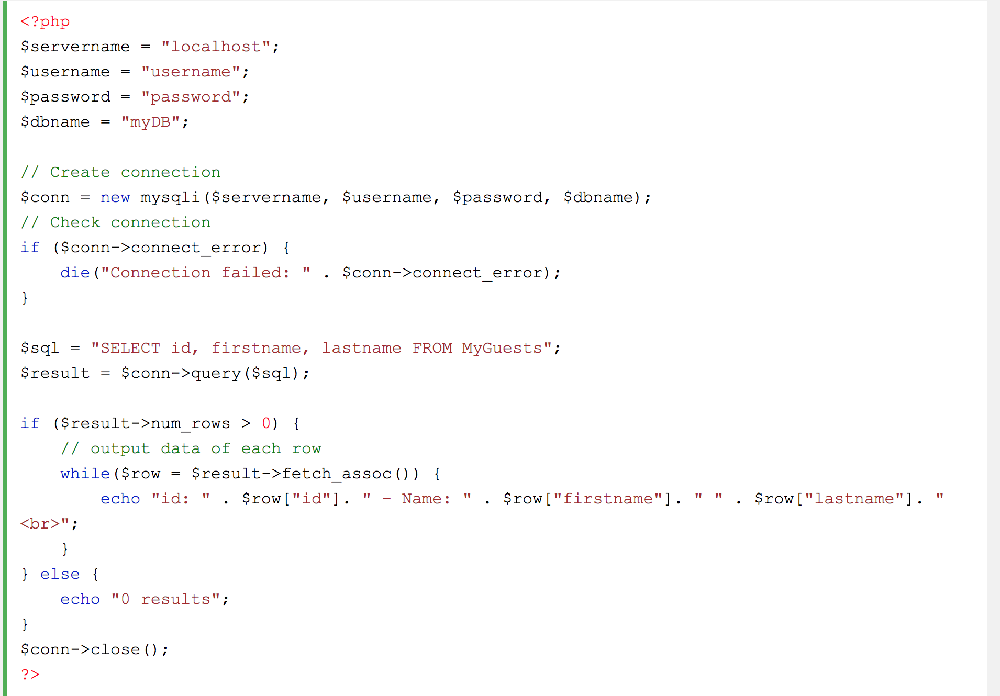 <?php
$servername = "localhost";
$username = "username";
$password = "password";
$dbname = "myDB";

// Create connection
$conn = new mysqli($servername, $username, $password, $dbname);
// Check connection
if ($conn->connect_error) {
    die("Connection failed: " . $conn->connect_error);
}

$sql = "SELECT id, firstname, lastname FROM MyGuests";
$result = $conn->query($sql);

if ($result->num_rows > 0) {
    // output data of each row
    while($row = $result->fetch_assoc()) {
        echo "id: " . $row["id"]. " - Name: " . $row["firstname"]. " " . $row["lastname"]. "
<br>";
    }
} else {
    echo "0 results";
}
$conn->close();
?>